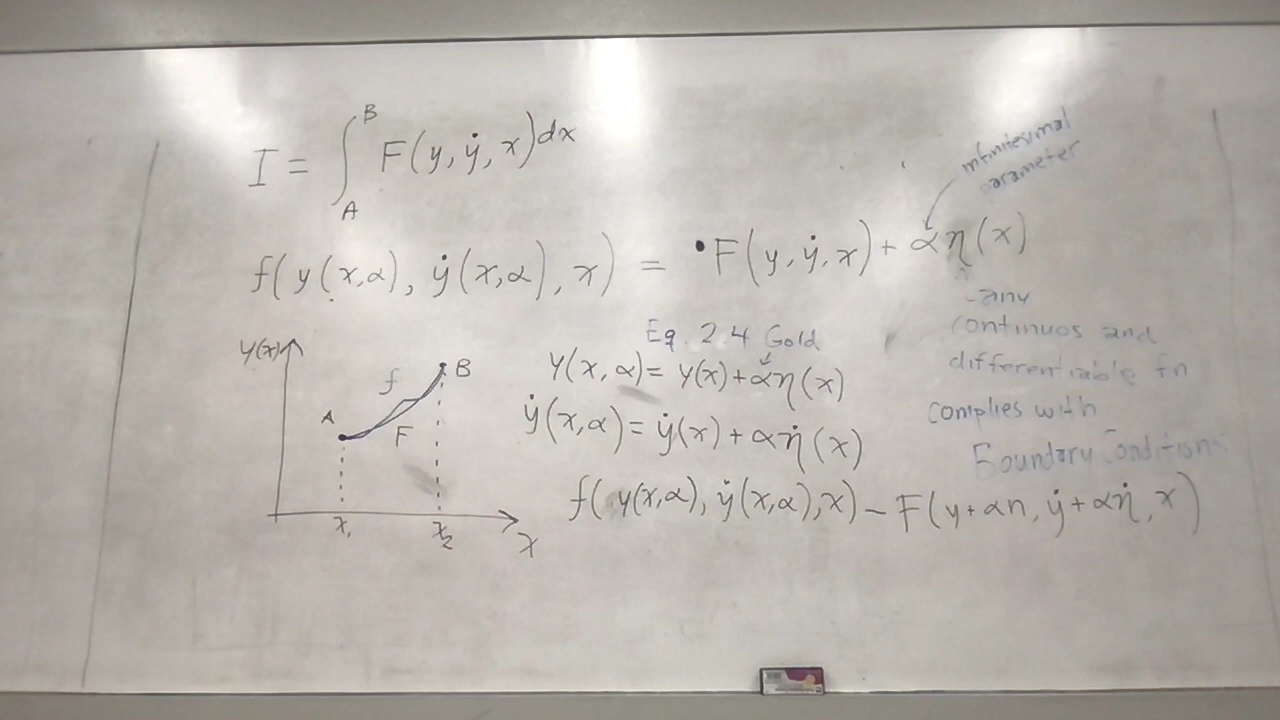 I = ∫_A^B F(y, ẏ, x) dx
infinitesimal
parameter
f( y(x,α), ẏ(x,α), x) = •F(y, ẏ, x) + αη(x)
-any
continuos and
differentiable fn
complies with
Boundary Conditions
Eq. 2.4 Gold
y(x, α) = y(x) + αη(x)
ẏ(x,α) = ẏ(x) + αη̇(x)
f( y(x,α), ẏ(x,α), x) - F(y+αn, ẏ+αη̇, x)
y(x)
B
f
A
F
x₁
x₂
x